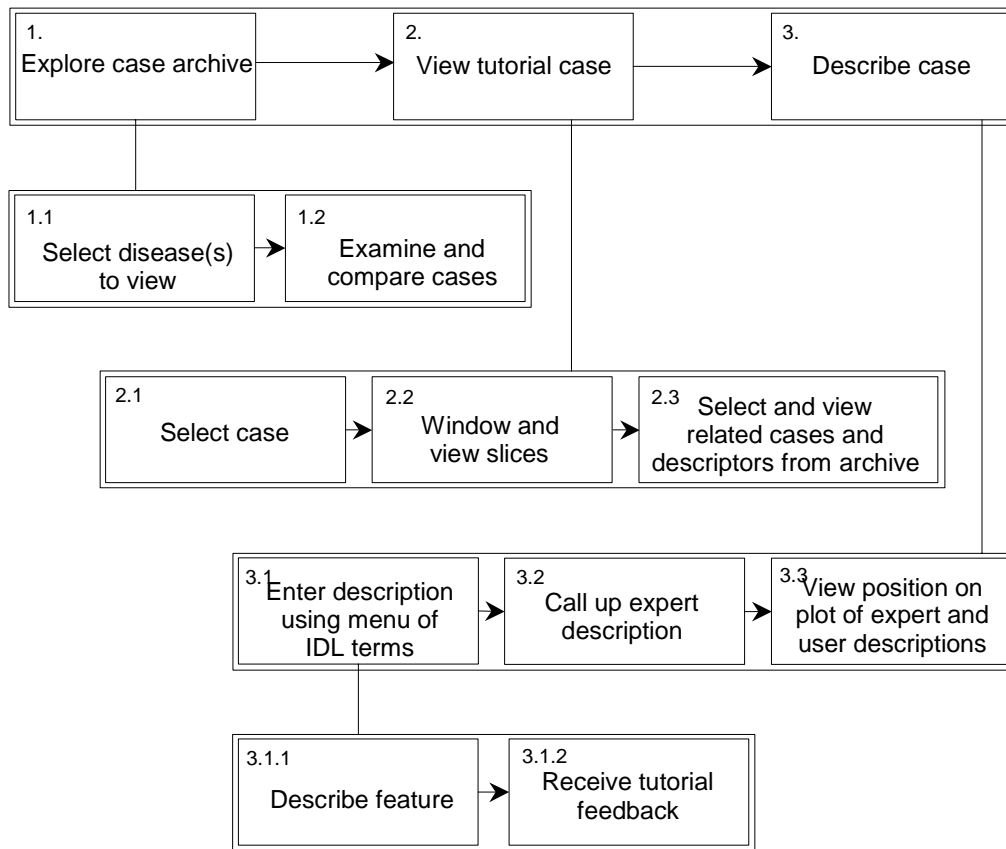 1.
Explore case archive
2.
View tutorial case
3.
Describe case
1.1
Select disease(s)
to view
1.2
Examine and
compare cases
2.1
Select case
2.2
Window and
view slices
2.3
Select and view
related cases and
descriptors from archive
3.1
Enter description
using menu of
IDL terms
3.2
Call up expert
description
3.3
View position on
plot of expert and
user descriptions
3.1.1
Describe feature
3.1.2
Receive tutorial
feedback